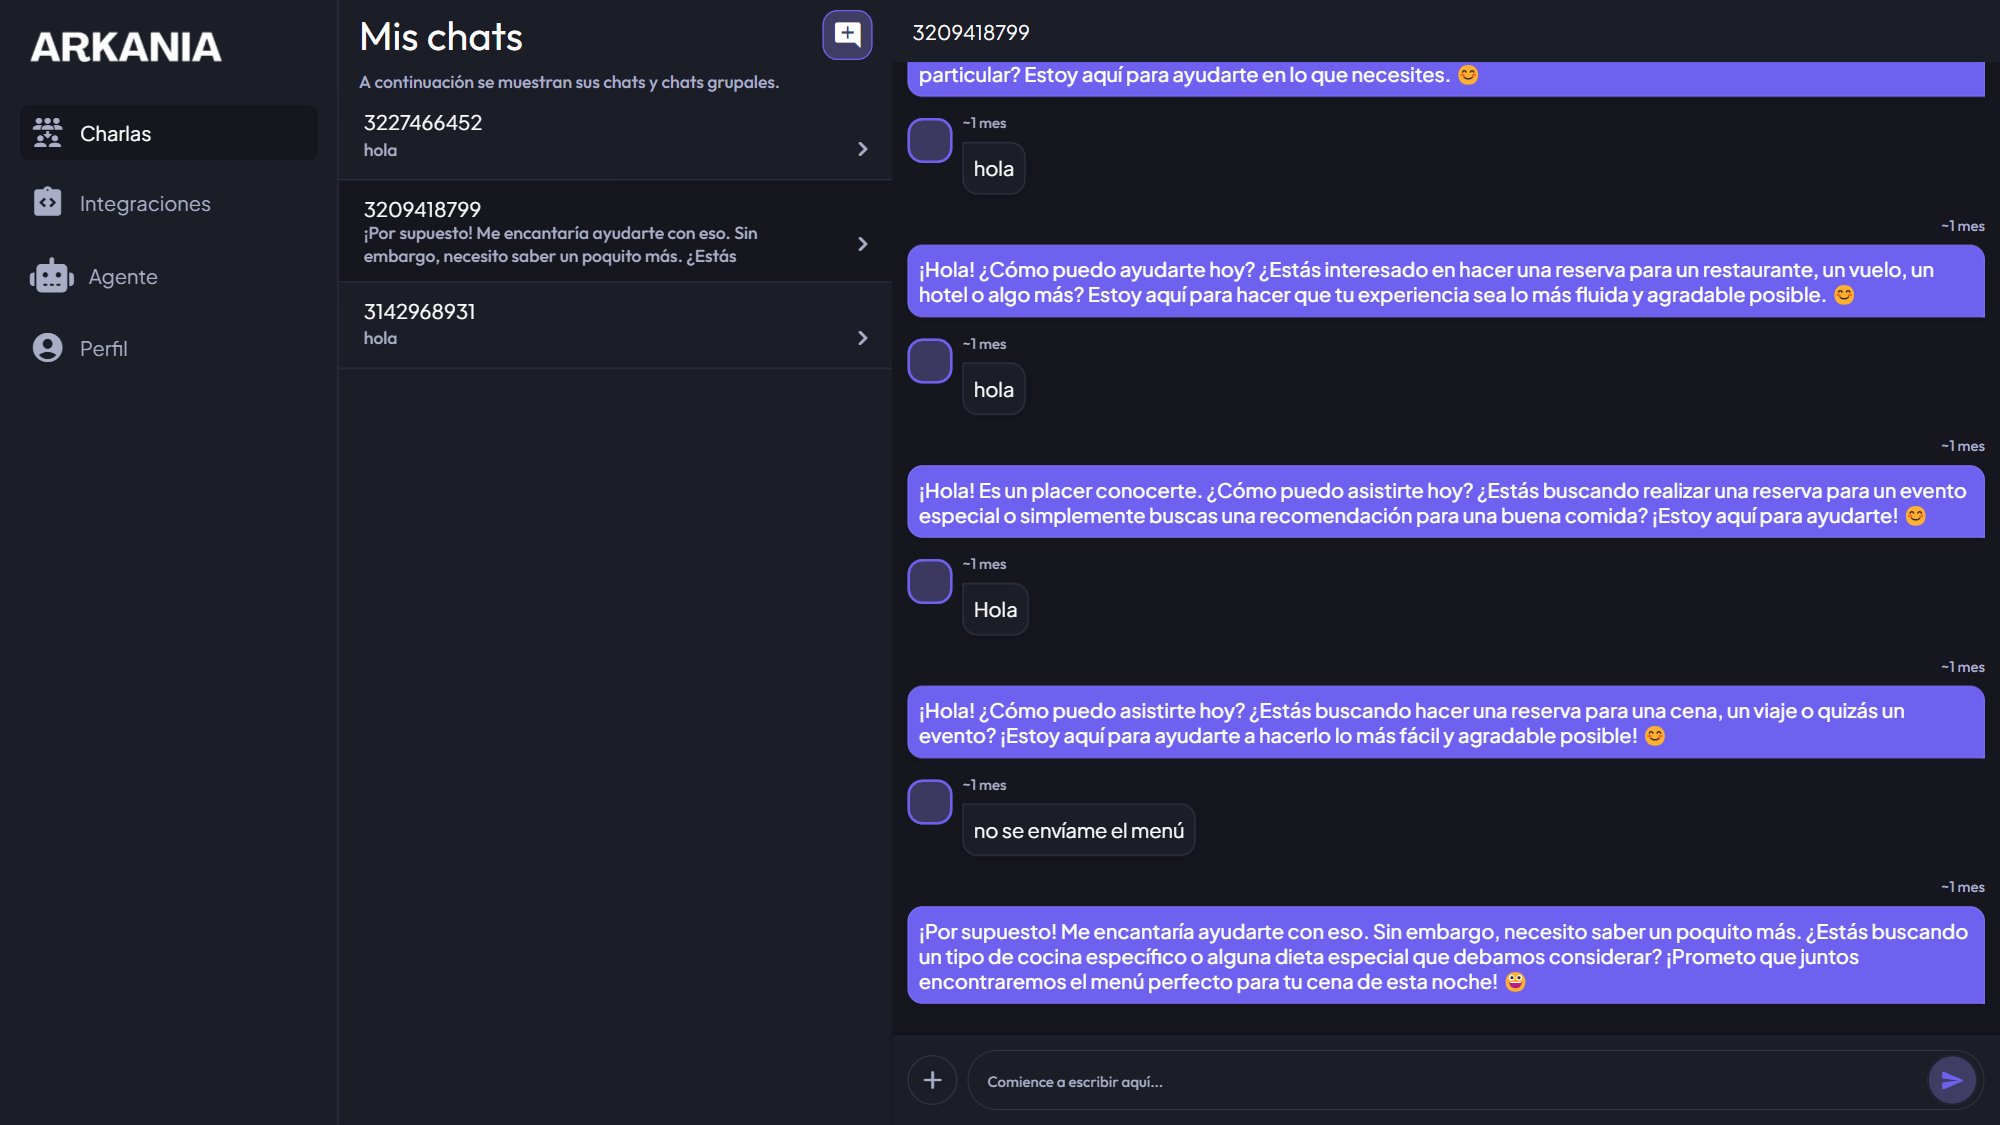 ARKANIA
Charlas
Integraciones
Agente
Perfil
Mis chats
A continuación se muestran sus chats y chats grupales.
3227466452
hola
3209418799
¡Por supuesto! Me encantaría ayudarte con eso. Sin
embargo, necesito saber un poquito más. ¿Estás
3142968931
hola
3209418799
particular? Estoy aquí para ayudarte en lo que necesites. 😊
~1 mes
hola
~1 mes
¡Hola! ¿Cómo puedo ayudarte hoy? ¿Estás interesado en hacer una reserva para un restaurante, un vuelo, un
hotel o algo más? Estoy aquí para hacer que tu experiencia sea lo más fluida y agradable posible. 😊
~1 mes
hola
~1 mes
¡Hola! Es un placer conocerte. ¿Cómo puedo asistirte hoy? ¿Estás buscando realizar una reserva para un evento
especial o simplemente buscas una recomendación para una buena comida? ¡Estoy aquí para ayudarte! 😊
~1 mes
Hola
~1 mes
¡Hola! ¿Cómo puedo asistirte hoy? ¿Estás buscando hacer una reserva para una cena, un viaje o quizás un
evento? ¡Estoy aquí para ayudarte a hacerlo lo más fácil y agradable posible! 😊
~1 mes
no se envíame el menú
~1 mes
¡Por supuesto! Me encantaría ayudarte con eso. Sin embargo, necesito saber un poquito más. ¿Estás buscando
un tipo de cocina específico o alguna dieta especial que debamos considerar? ¡Prometo que juntos
encontraremos el menú perfecto para tu cena de esta noche! 😄
Comience a escribir aquí...